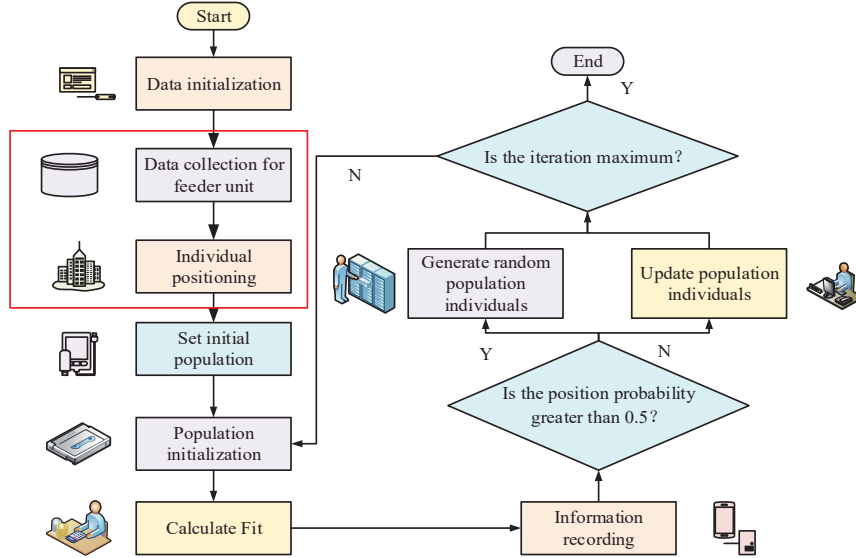 Start
Data initialization
Data collection for
feeder unit
Individual
positioning
Set initial
population
Population
initialization
Calculate Fit
Information
recording
Is the position probability
greater than 0.5?
Y
N
Generate random
population
individuals
Update population
individuals
Is the iteration maximum?
N
Y
End